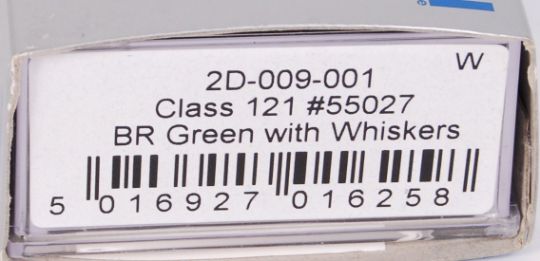 W
2D-009-001
Class 121 #55027
BR Green with Whiskers
5 016927 016258